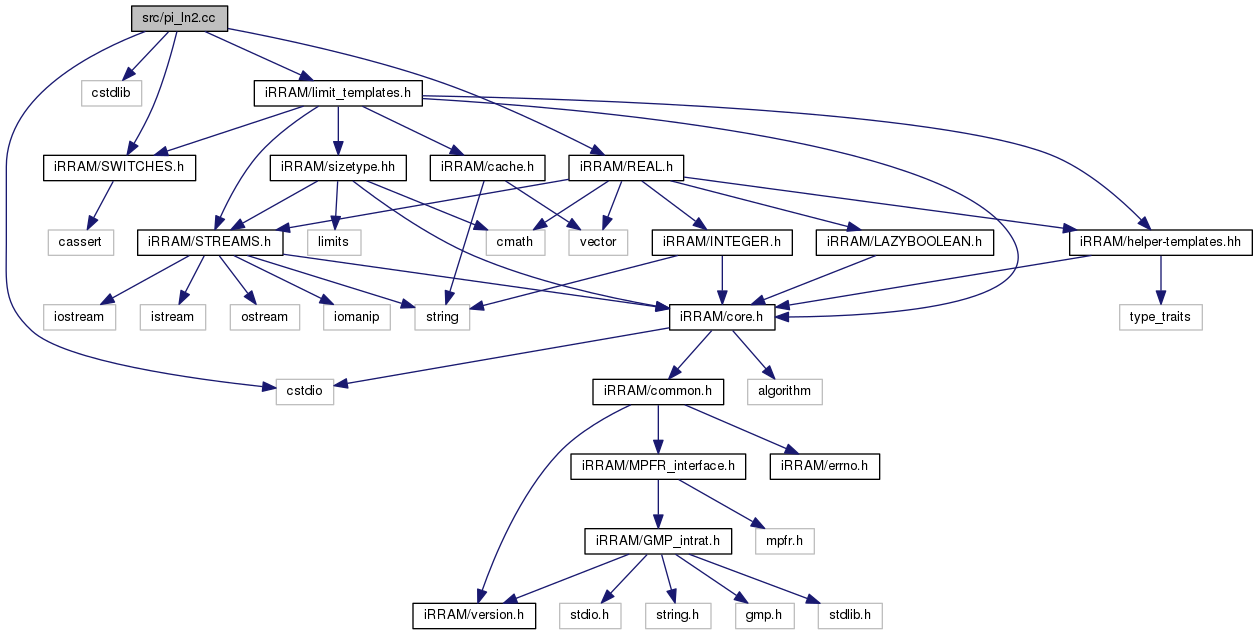 src/pi_ln2.cc
cstdlib
iRRAM/limit_templates.h
iRRAM/SWITCHES.h
iRRAM/sizetype.hh
iRRAM/cache.h
iRRAM/REAL.h
cassert
iRRAM/STREAMS.h
limits
cmath
vector
iRRAM/INTEGER.h
iRRAM/LAZYBOOLEAN.h
iRRAM/helper-templates.hh
iostream
istream
ostream
iomanip
string
iRRAM/core.h
type_traits
cstdio
iRRAM/common.h
algorithm
iRRAM/MPFR_interface.h
iRRAM/errno.h
iRRAM/GMP_intrat.h
mpfr.h
iRRAM/version.h
stdio.h
string.h
gmp.h
stdlib.h